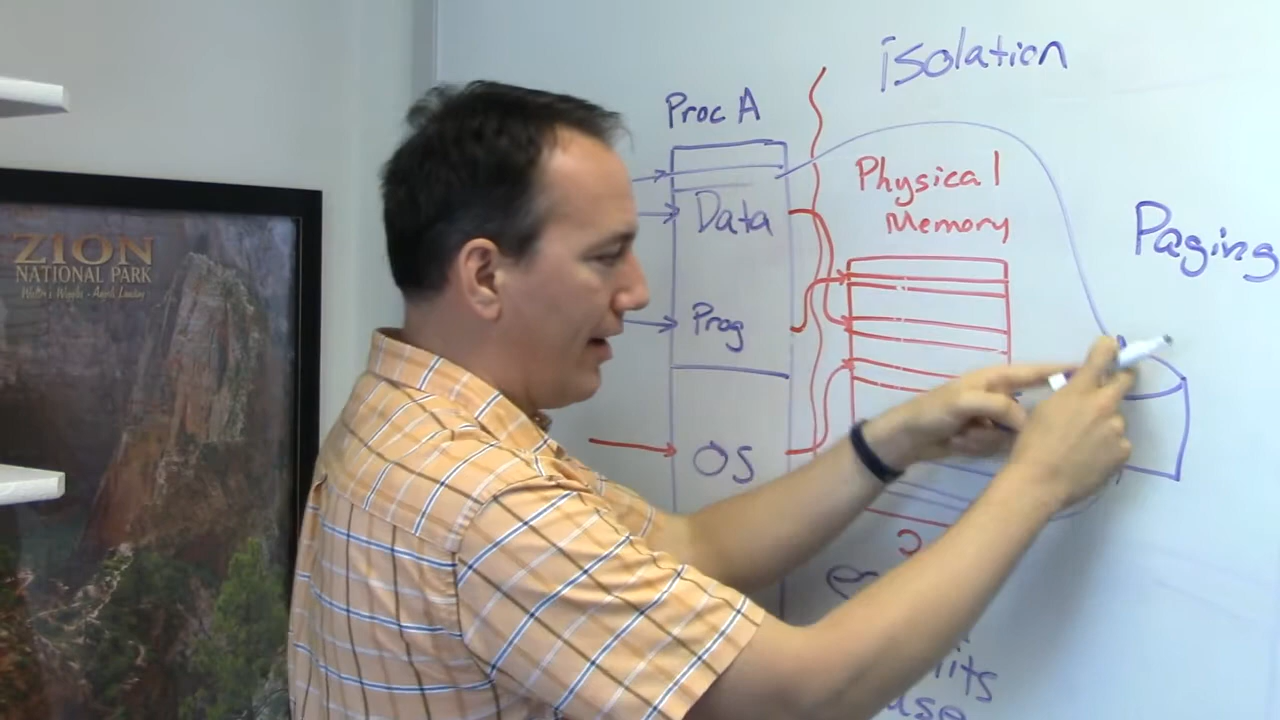 isolation
Proc A
Physical
Memory
Paging
Data
Prog
OS
ZION
NATIONAL PARK